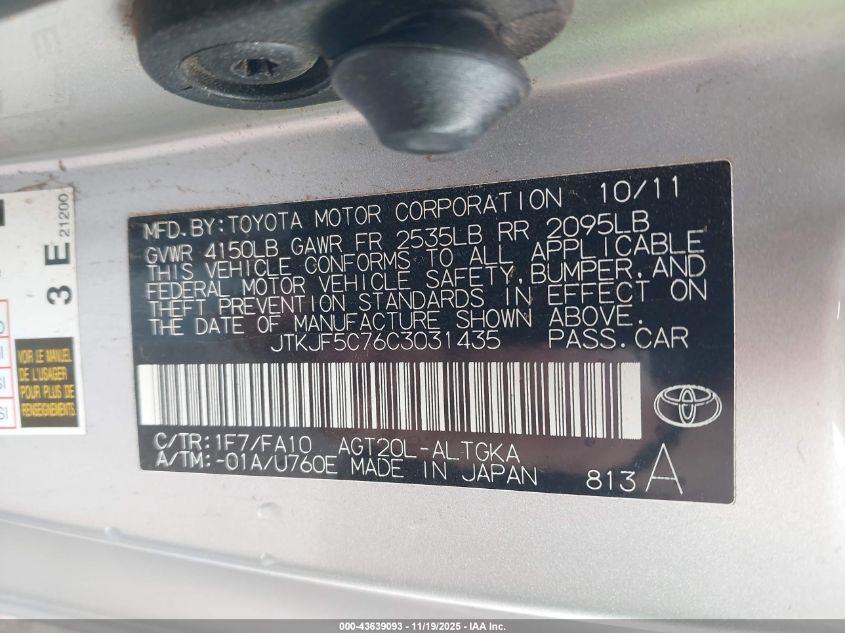 MFD.BY:TOYOTA MOTOR CORPORATION 10/11
GVWR 4150LB GAWR FR 2535LB RR 2095LB
THIS VEHICLE CONFORMS TO ALL APPLICABLE
FEDERAL MOTOR VEHICLE SAFETY,BUMPER,AND
THEFT PREVENTION STANDARDS IN EFFECT ON
THE DATE OF MANUFACTURE SHOWN ABOVE.
JTKJF5C76C3031435 PASS.CAR
C/TR:1F7/FA10 AGT20L-ALTGKA
A/TM:-01A/U760E MADE IN JAPAN 813 A
3 E
21200
VOIR LE MANUEL
DE L'USAGER
POUR PLUS DE
RENSEIGNEMENTS
000-43639093 - 11/19/2025 - IAA Inc.